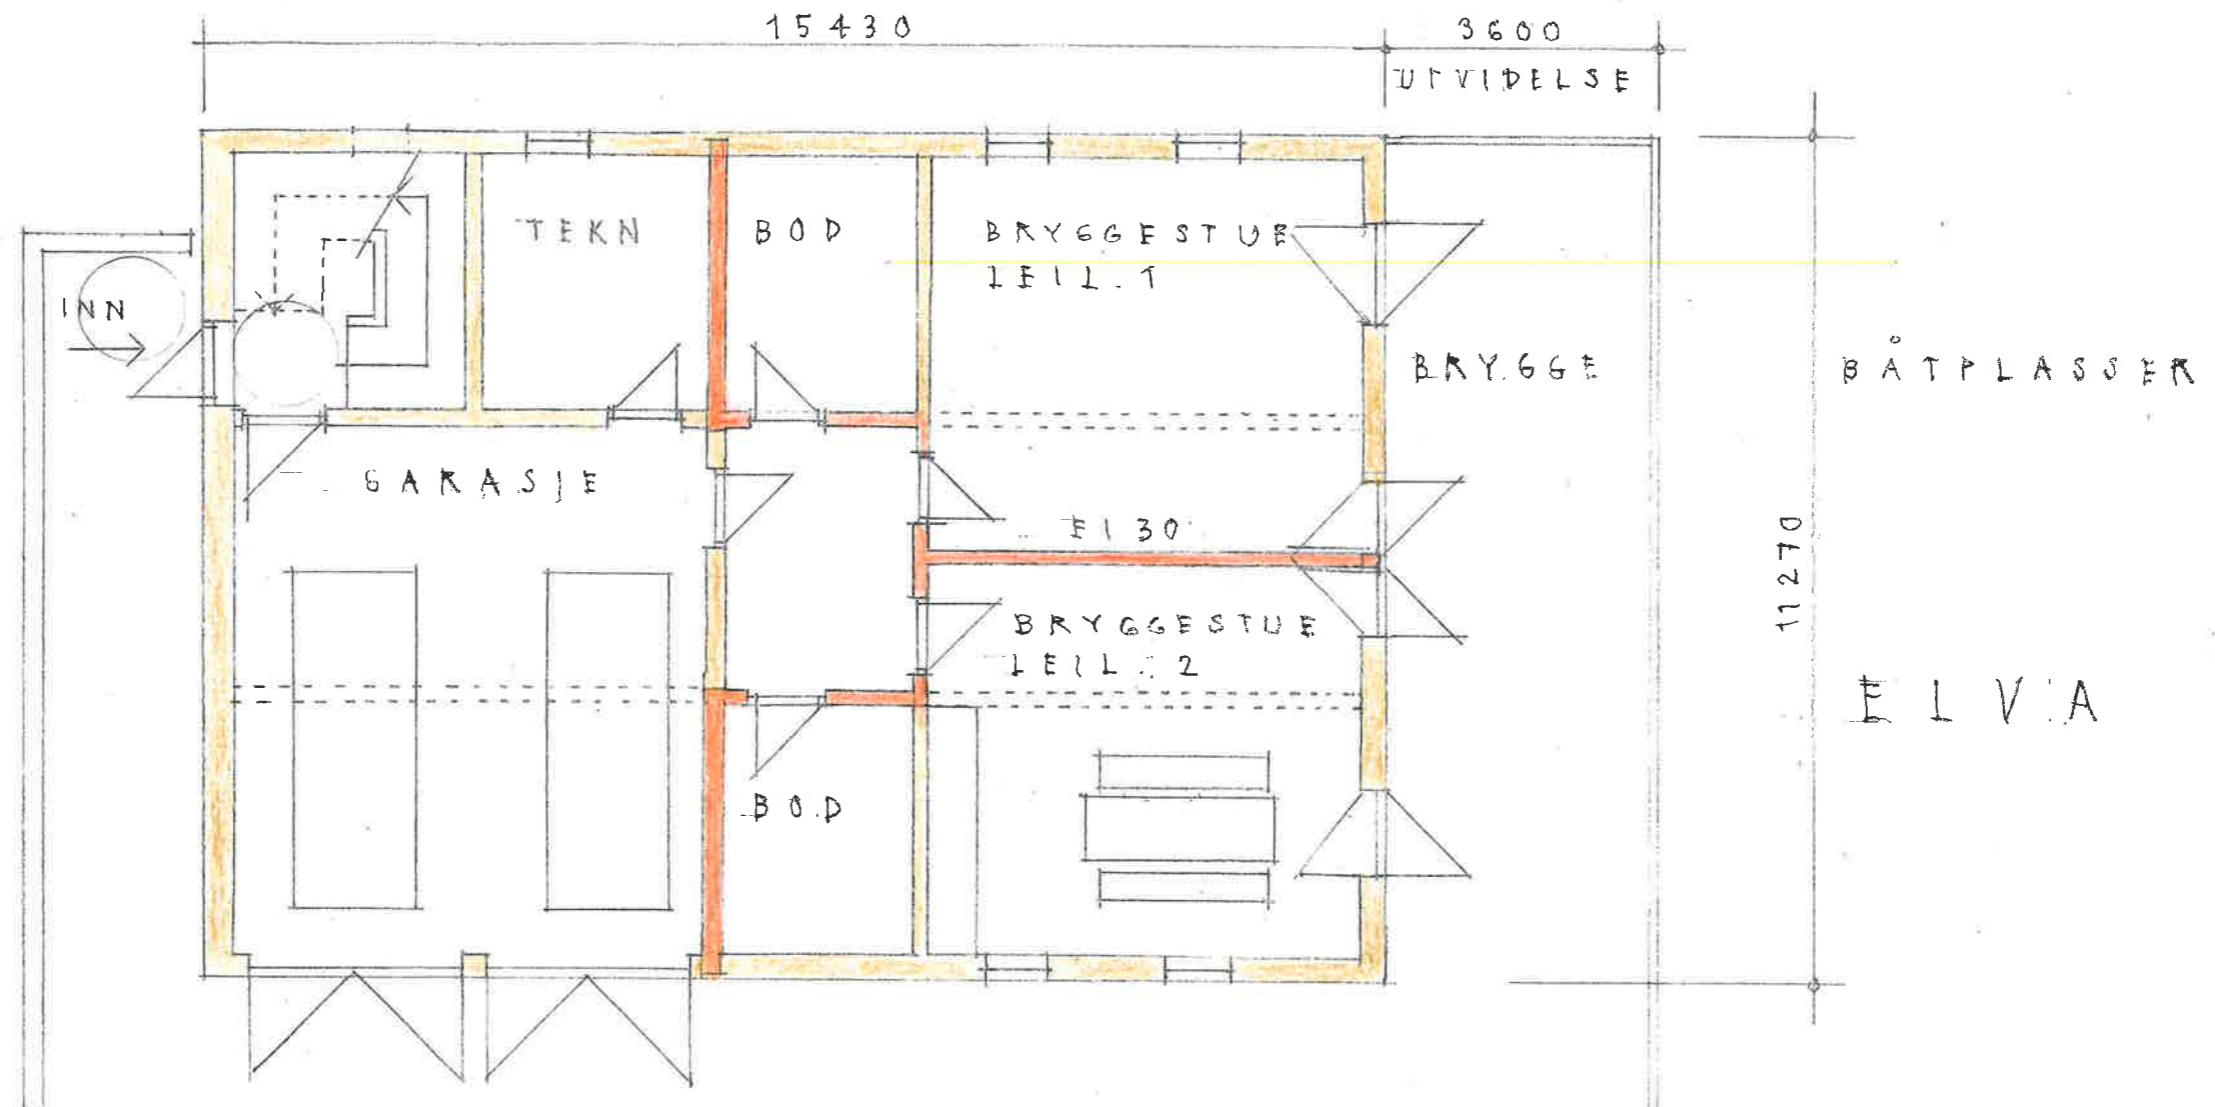 15430
3600
UTVIDELSE
TEKN
BOD
BRYGGESTUE
LEIL. 1
INN
BRYGGE
BÅTPLASSER
GARASJE
EI 30
11270
BRYGGESTUE
LEIL. 2
ELVA
BOD